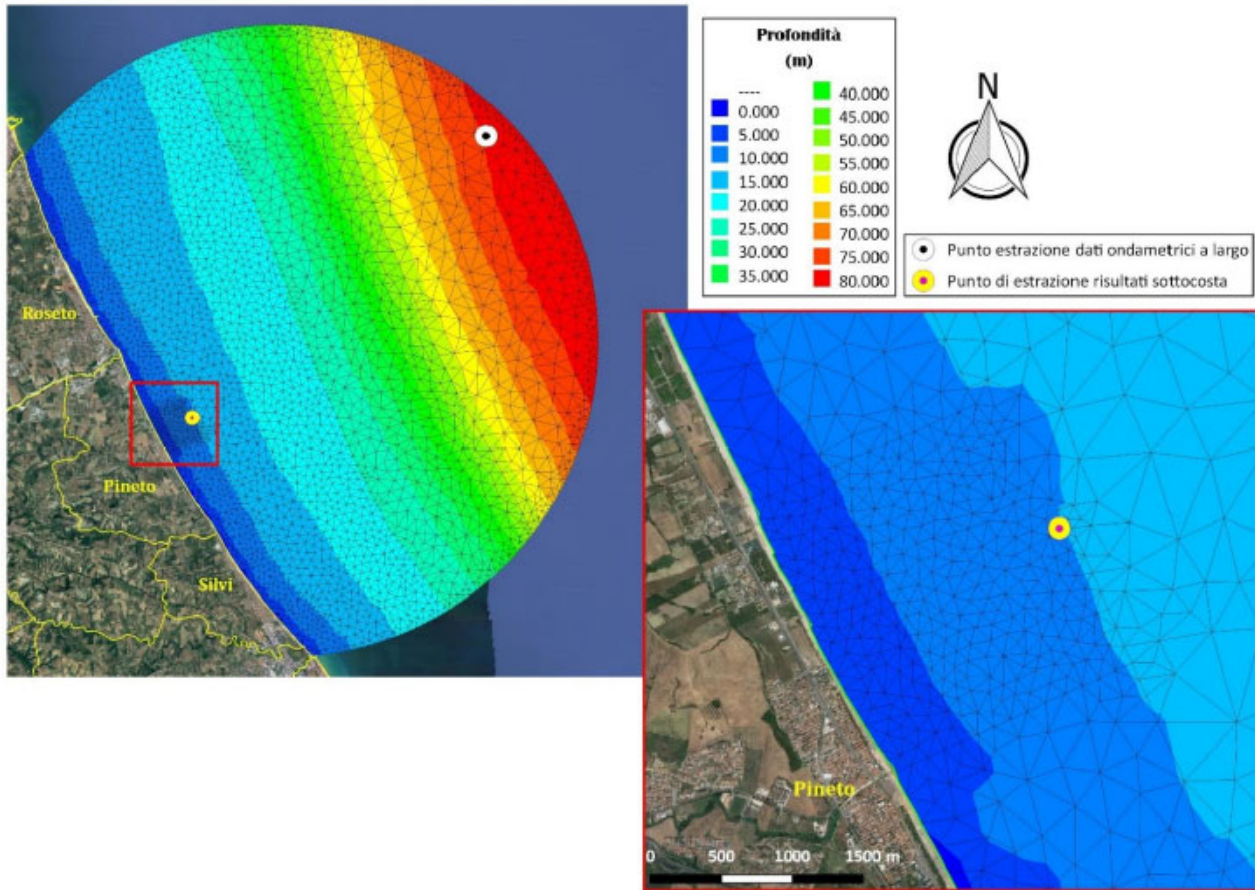 Profondità
(m)
----
0.000
5.000
10.000
15.000
20.000
25.000
30.000
35.000
40.000
45.000
50.000
55.000
60.000
65.000
70.000
75.000
80.000
N
Punto estrazione dati ondametrici a largo
Punto di estrazione risultati sottocosta
Roseto
Pineto
Silvi
Pineto
0 500 1000 1500 m